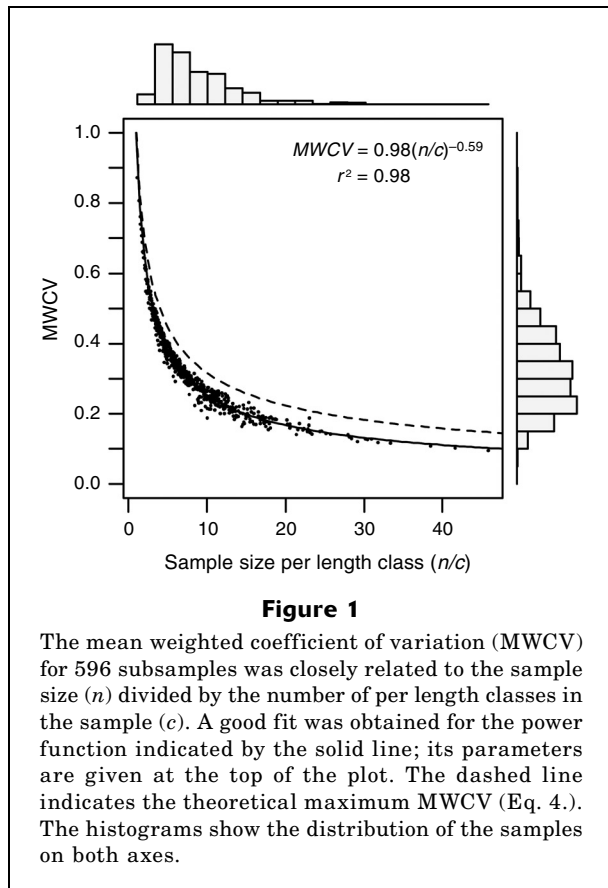 MWCV = 0.98(n/c)–0.59
r2 = 0.98
1.0
0.8
0.6
0.4
0.2
0.0
MWCV
0 10 20 30 40
Sample size per length class (n/c)
Figure 1
The mean weighted coefficient of variation (MWCV)
for 596 subsamples was closely related to the sample
size (n) divided by the number of per length classes in
the sample (c). A good fit was obtained for the power
function indicated by the solid line; its parameters
are given at the top of the plot. The dashed line
indicates the theoretical maximum MWCV (Eq. 4.).
The histograms show the distribution of the samples
on both axes.